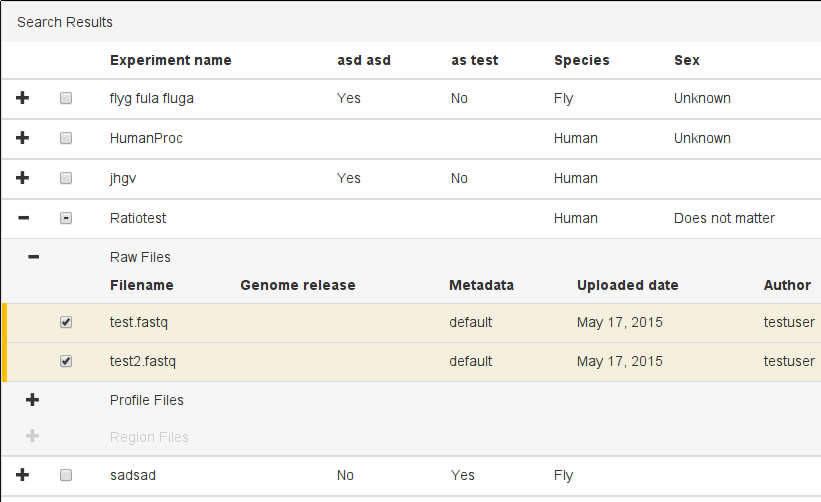 Search Results
Experiment name asd asd as test Species Sex
flyg fula fluga Yes No Fly Unknown
HumanProc Human Unknown
jhgv Yes No Human
Ratiotest Human Does not matter
Raw Files
Filename Genome release Metadata Uploaded date Author
test.fastq default May 17, 2015 testuser
test2.fastq default May 17, 2015 testuser
Profile Files
Region Files
sadsad No Yes Fly